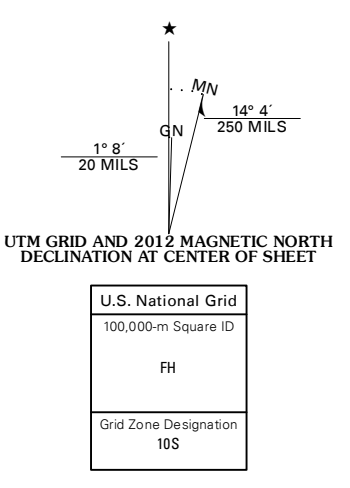 ★
MN
GN
14° 4´
250 MILS
1° 8´
20 MILS
UTM GRID AND 2012 MAGNETIC NORTH
DECLINATION AT CENTER OF SHEET
U.S. National Grid
100,000-m Square ID
FH
Grid Zone Designation
10S